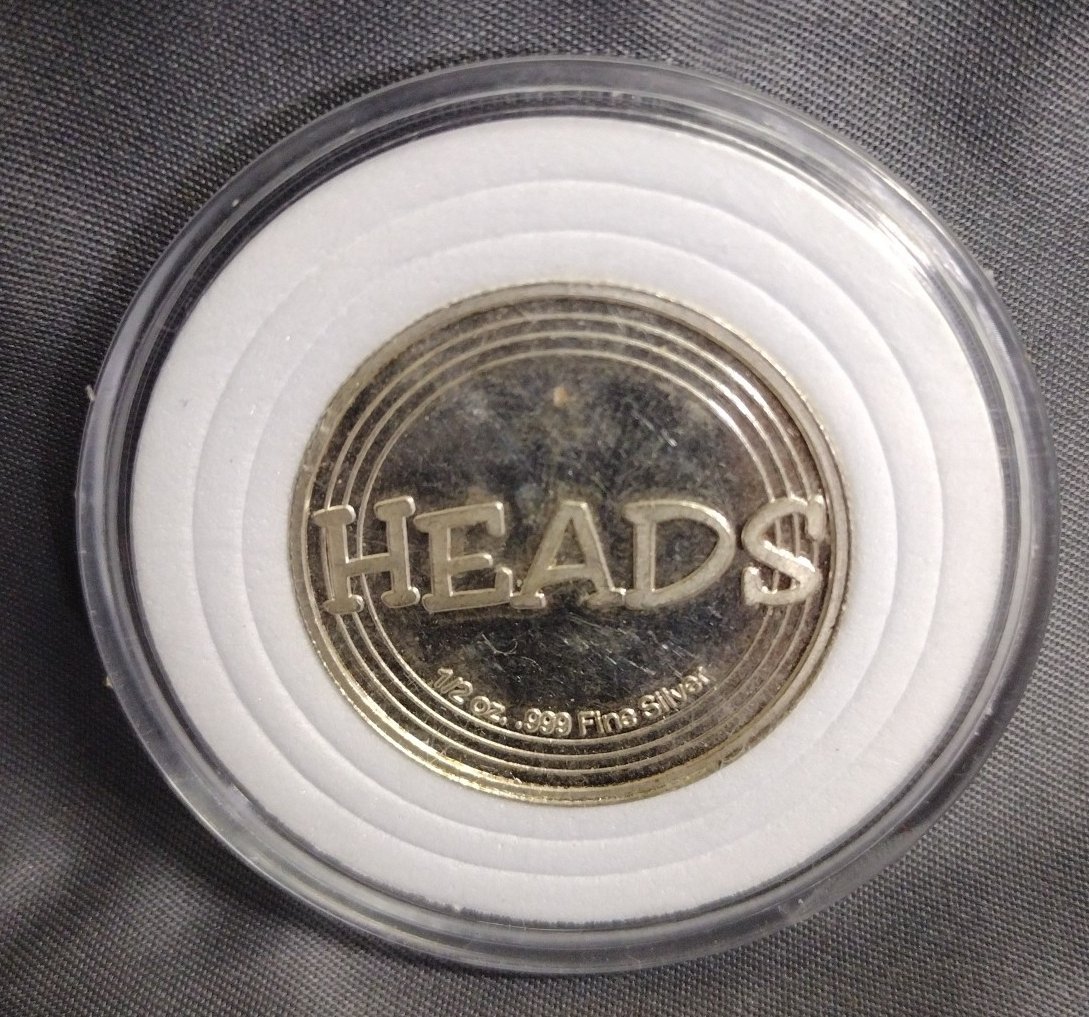 HEADS
1/2 oz. .999 Fine Silver